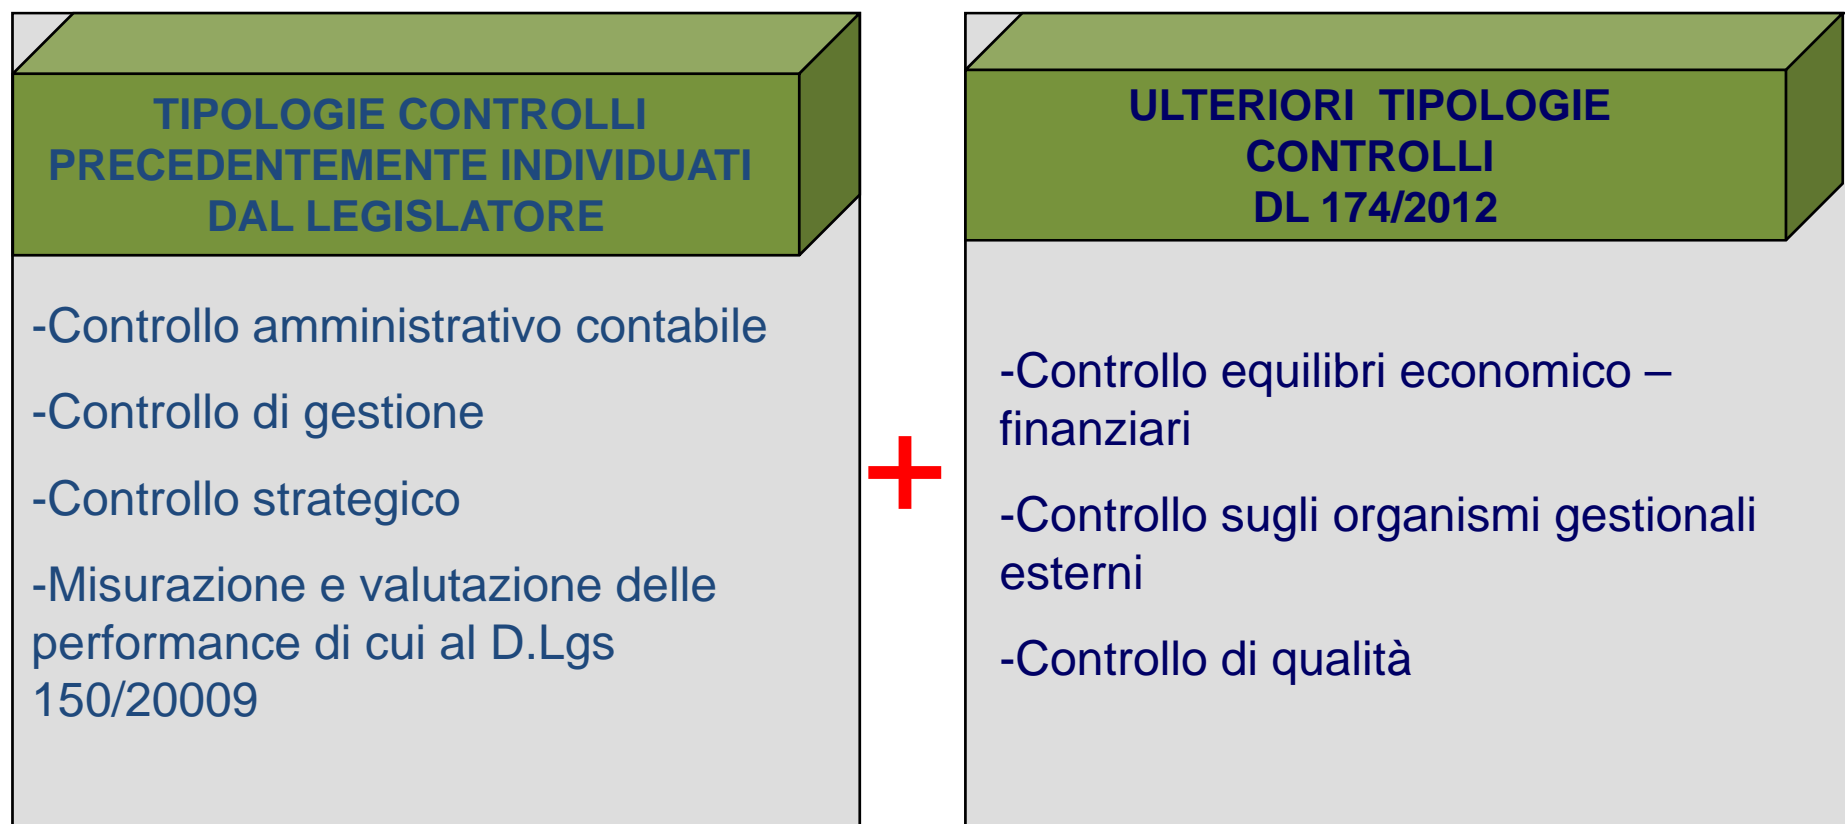 TIPOLOGIE CONTROLLI
PRECEDENTEMENTE INDIVIDUATI
DAL LEGISLATORE
-Controllo amministrativo contabile
-Controllo di gestione
-Controllo strategico
-Misurazione e valutazione delle
performance di cui al D.Lgs
150/20009
+
ULTERIORI TIPOLOGIE
CONTROLLI
DL 174/2012
-Controllo equilibri economico –
finanziari
-Controllo sugli organismi gestionali
esterni
-Controllo di qualità